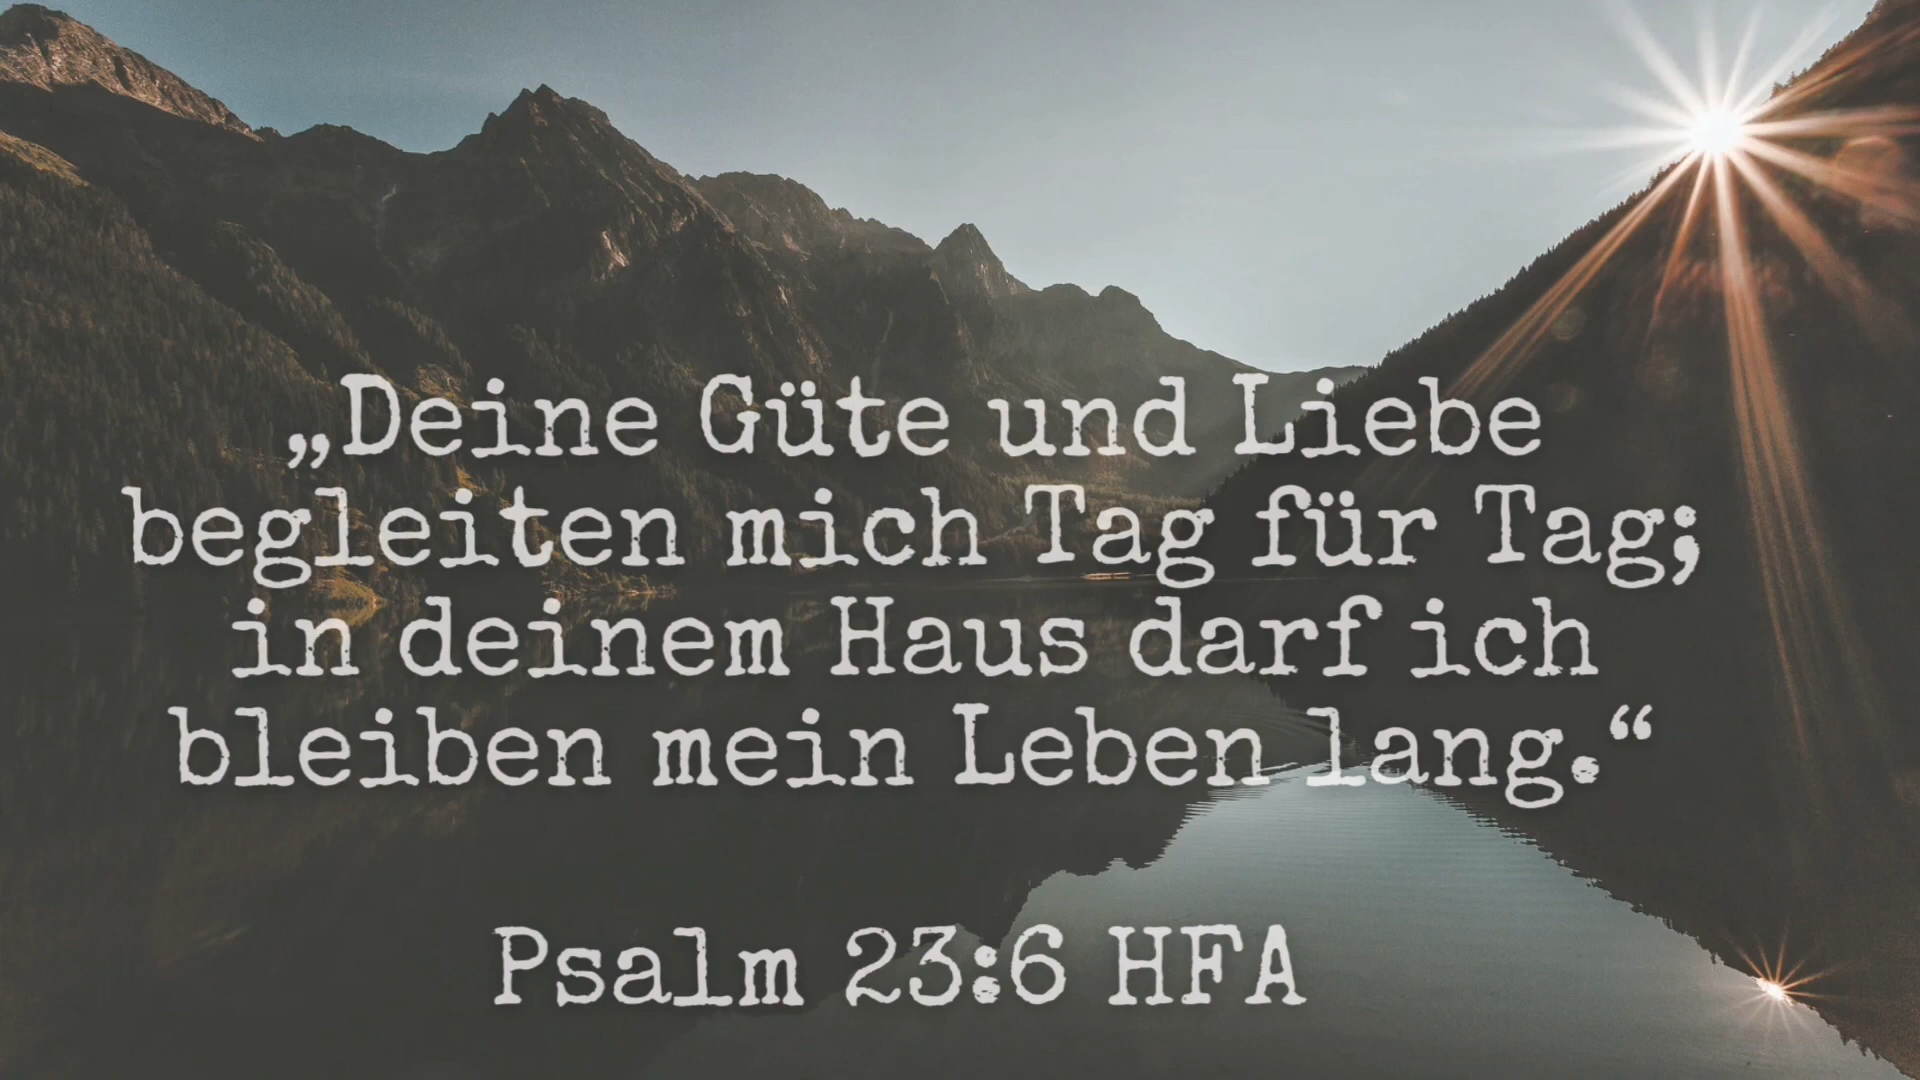 „Deine Güte und Liebe
begleiten mich Tag für Tag;
in deinem Haus darf ich
bleiben mein Leben lang.“
Psalm 23:6 HFA